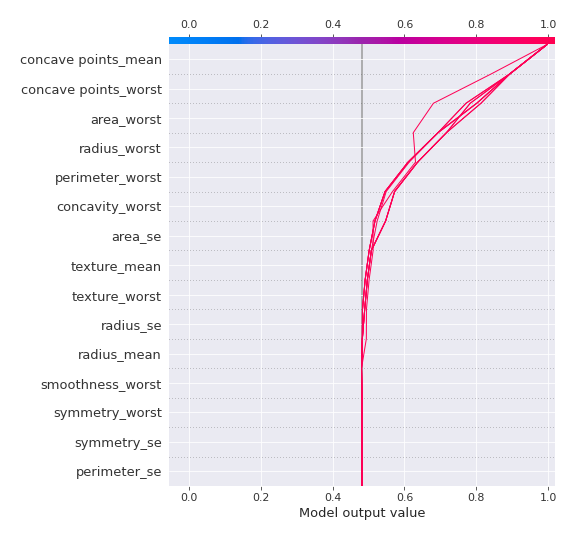 0.0 0.2 0.4 0.6 0.8 1.0
concave points_mean
concave points_worst
area_worst
radius_worst
perimeter_worst
concavity_worst
area_se
texture_mean
texture_worst
radius_se
radius_mean
smoothness_worst
symmetry_worst
symmetry_se
perimeter_se
0.0 0.2 0.4 0.6 0.8 1.0
Model output value